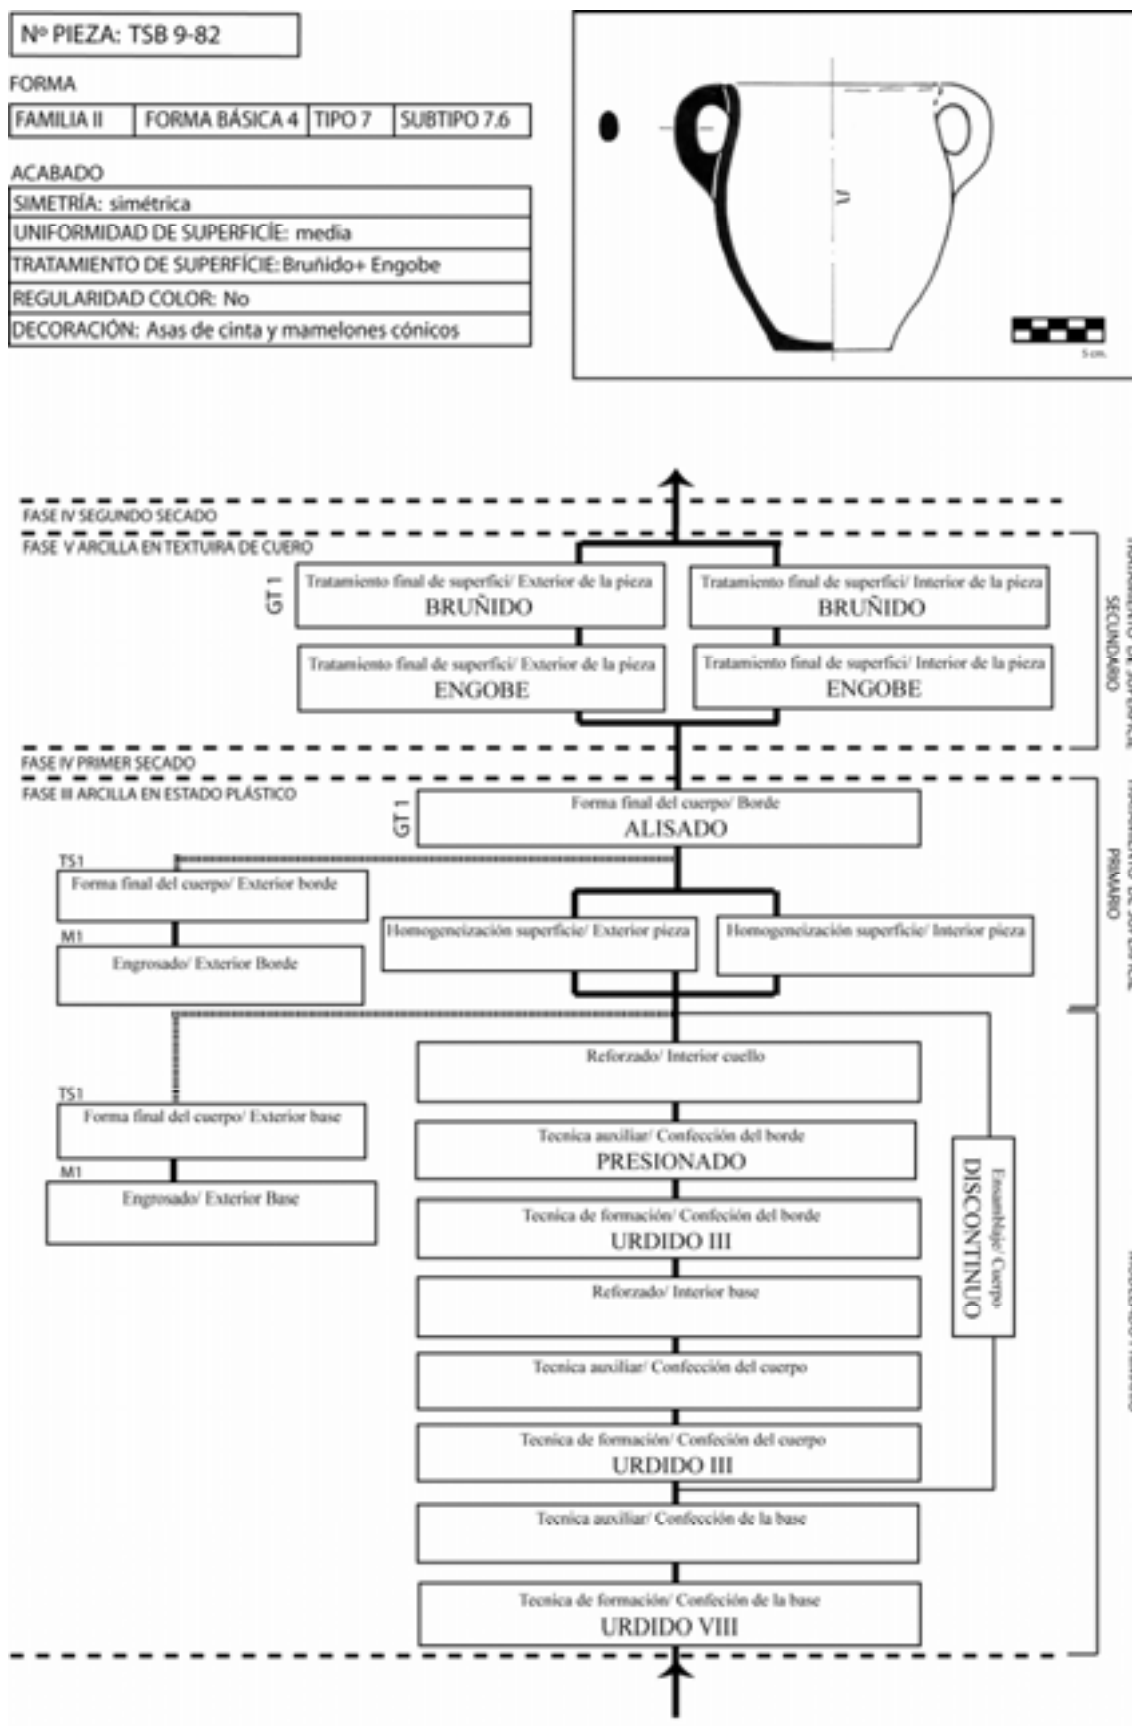 Nº PIEZA: TSB 9-82
FORMA
FAMILIA II FORMA BÁSICA 4 TIPO 7 SUBTIPO 7.6
ACABADO
SIMETRÍA: simétrica
UNIFORMIDAD DE SUPERFICÍE: media
TRATAMIENTO DE SUPERFÍCIE: Bruñido+ Engobe
REGULARIDAD COLOR: No
DECORACIÓN: Asas de cinta y mamelones cónicos
5 cm.
FASE IV SEGUNDO SECADO
FASE V ARCILLA EN TEXTUIRA DE CUERO
GT 1
Tratamiento final de superfici/ Exterior de la pieza
BRUÑIDO
Tratamiento final de superfici/ Interior de la pieza
BRUÑIDO
Tratamiento final de superfici/ Exterior de la pieza
ENGOBE
Tratamiento final de superfici/ Interior de la pieza
ENGOBE
SECUNDARIO
FASE IV PRIMER SECADO
FASE III ARCILLA EN ESTADO PLÁSTICO
GT 1
Forma final del cuerpo/ Borde
ALISADO
PRIMARIO
TS1
Forma final del cuerpo/ Exterior borde
M1
Engrosado/ Exterior Borde
Homogeneización superficie/ Exterior pieza
Homogeneización superficie/ Interior pieza
Reforzado/ Interior cuello
TS1
Forma final del cuerpo/ Exterior base
M1
Engrosado/ Exterior Base
Tecnica auxiliar/ Confección del borde
PRESIONADO
Tecnica de formación/ Confeción del borde
URDIDO III
Ensamblaje/ Cuerpo
DISCONTINUO
Reforzado/ Interior base
Tecnica auxiliar/ Confección del cuerpo
Tecnica de formación/ Confeción del cuerpo
URDIDO III
Tecnica auxiliar/ Confección de la base
Tecnica de formación/ Confeción de la base
URDIDO VIII